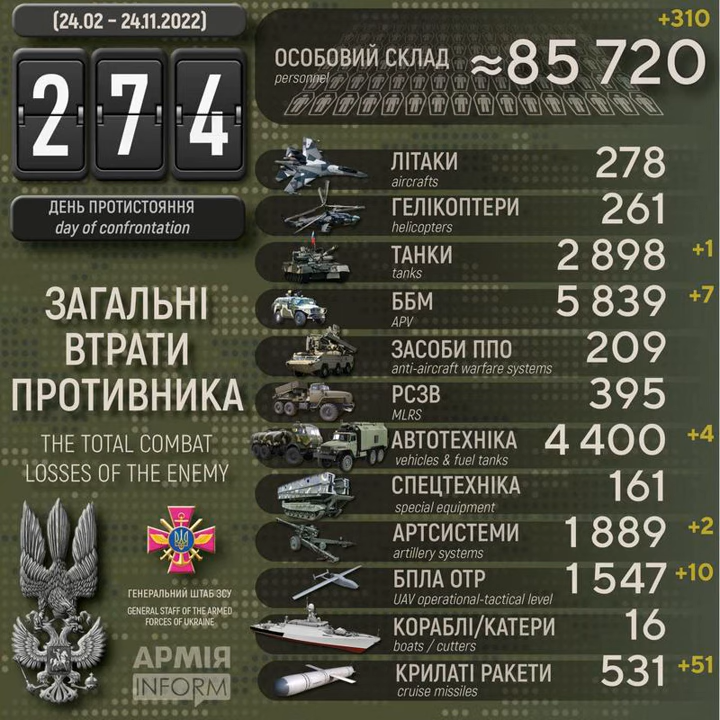 (24.02 – 24.11.2022)
274
ДЕНЬ ПРОТИСТОЯННЯ
day of confrontation
ЗАГАЛЬНІ
ВТРАТИ
ПРОТИВНИКА
THE TOTAL COMBAT
LOSSES OF THE ENEMY
ГЕНЕРАЛЬНИЙ ШТАБ ЗСУ
GENERAL STAFF OF THE ARMED
FORCES OF UKRAINE
АРМІЯ
INFORM
+310
ОСОБОВИЙ СКЛАД ≈85 720
personnel
ЛІТАКИ 278
aircrafts
ГЕЛІКОПТЕРИ 261
helicopters
ТАНКИ 2 898 +1
tanks
ББМ 5 839 +7
APV
ЗАСОБИ ППО 209
anti-aircraft warfare systems
РСЗВ 395
MLRS
АВТОТЕХНІКА 4 400 +4
vehicles & fuel tanks
СПЕЦТЕХНІКА 161
special equipment
АРТСИСТЕМИ 1 889 +2
artillery systems
БПЛА ОТР 1 547 +10
UAV operational-tactical level
КОРАБЛІ/КАТЕРИ 16
boats / cutters
КРИЛАТІ РАКЕТИ 531 +51
cruise missiles